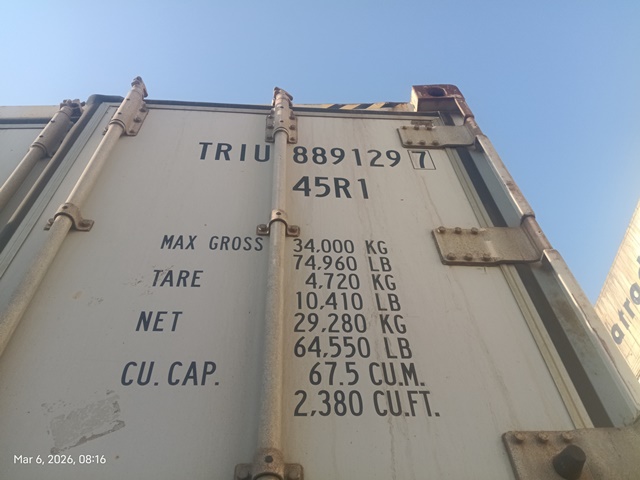 TRIU 889129 7
45R1
MAX GROSS 34,000 KG
74,960 LB
TARE 4,720 KG
10,410 LB
NET 29,280 KG
64,550 LB
CU. CAP. 67.5 CU.M.
2,380 CU.FT.
Mar 6, 2026, 08:16